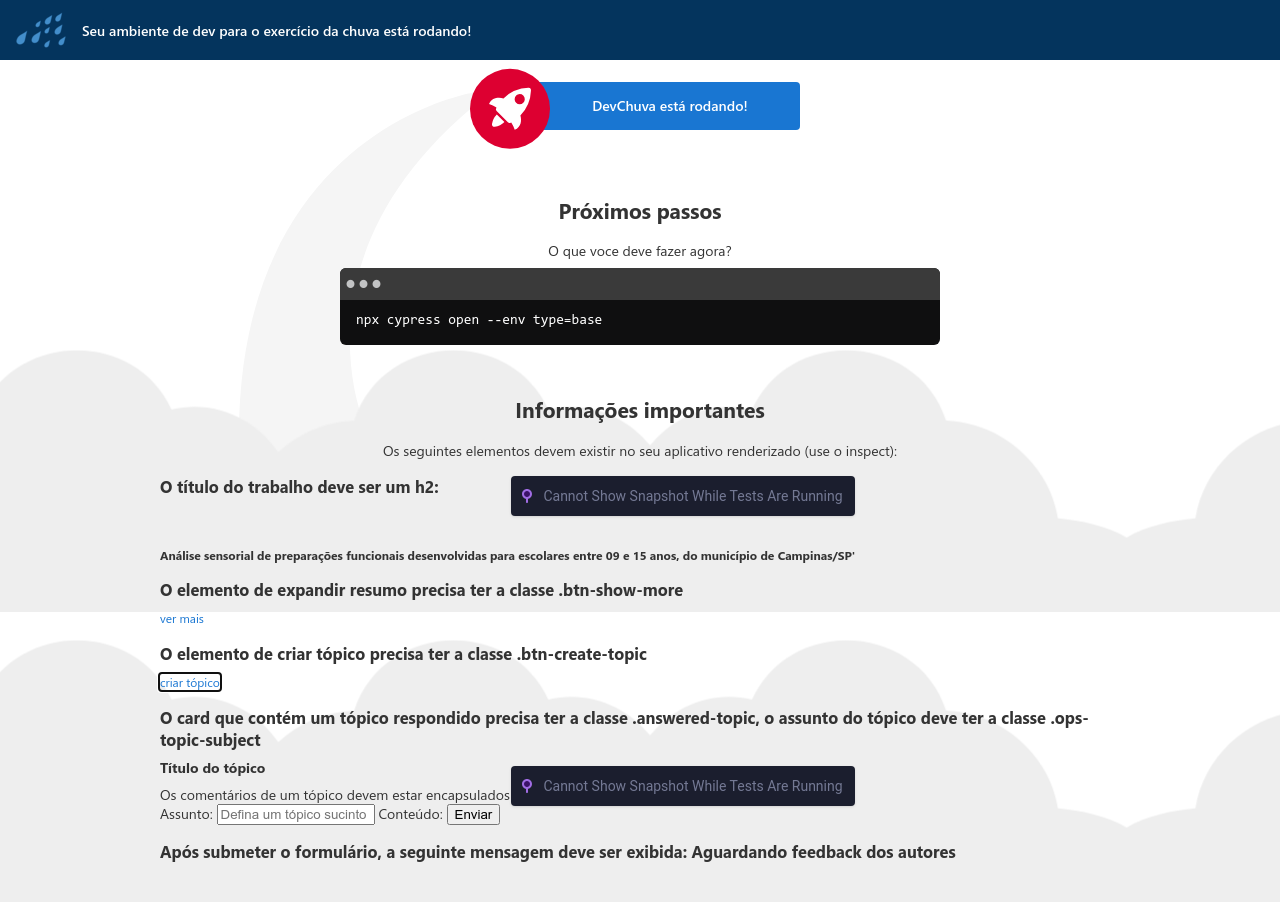 Seu ambiente de dev para o exercício da chuva está rodando!
DevChuva está rodando!
Próximos passos
O que voce deve fazer agora?
npx cypress open --env type=base
Informações importantes
Os seguintes elementos devem existir no seu aplicativo renderizado (use o inspect):
O título do trabalho deve ser um h2:
Cannot Show Snapshot While Tests Are Running
Análise sensorial de preparações funcionais desenvolvidas para escolares entre 09 e 15 anos, do município de Campinas/SP'
O elemento de expandir resumo precisa ter a classe .btn-show-more
ver mais
O elemento de criar tópico precisa ter a classe .btn-create-topic
criar tópico
O card que contém um tópico respondido precisa ter a classe .answered-topic, o assunto do tópico deve ter a classe .ops-
topic-subject
Título do tópico
Cannot Show Snapshot While Tests Are Running
Os comentários de um tópico devem estar encapsulados
Assunto: Defina um tópico sucinto Conteúdo: Enviar
Após submeter o formulário, a seguinte mensagem deve ser exibida: Aguardando feedback dos autores